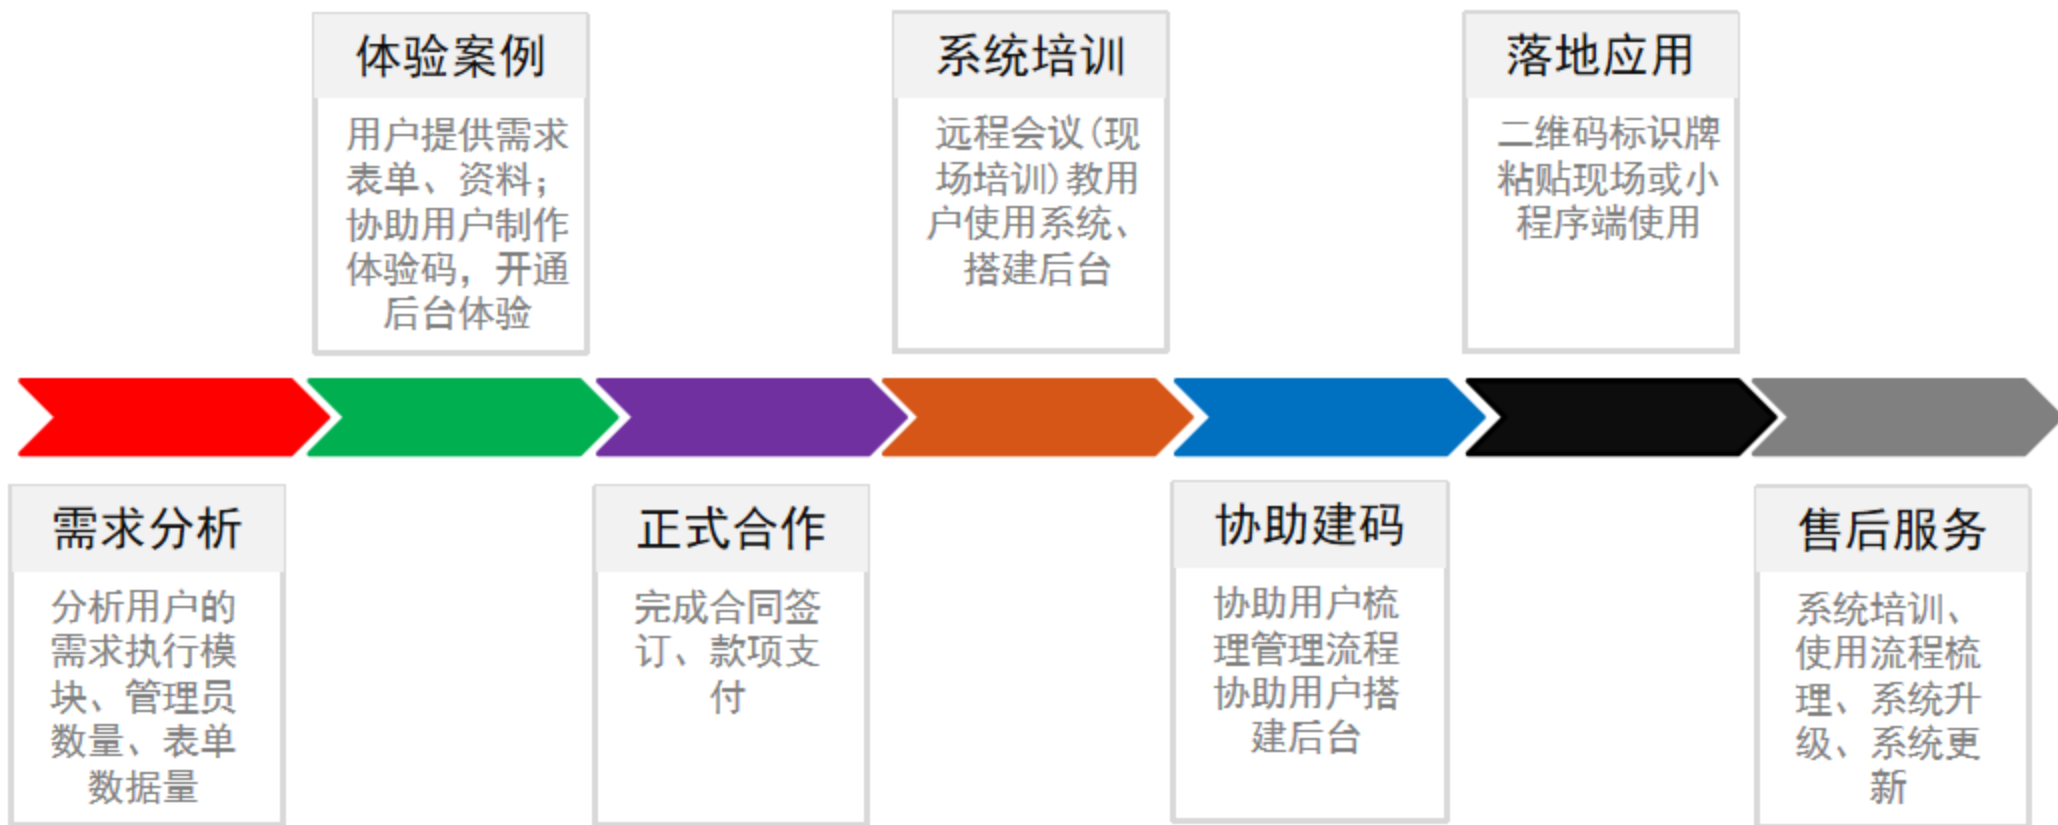 体验案例
用户提供需求
表单、资料；
协助用户制作
体验码，开通
后台体验
系统培训
远程会议(现
场培训)教用
户使用系统、
搭建后台
落地应用
二维码标识牌
粘贴现场或小
程序端使用
需求分析
分析用户的
需求执行模
块、管理员
数量、表单
数据量
正式合作
完成合同签
订、款项支
付
协助建码
协助用户梳
理管理流程
协助用户搭
建后台
售后服务
系统培训、
使用流程梳
理、系统升
级、系统更
新